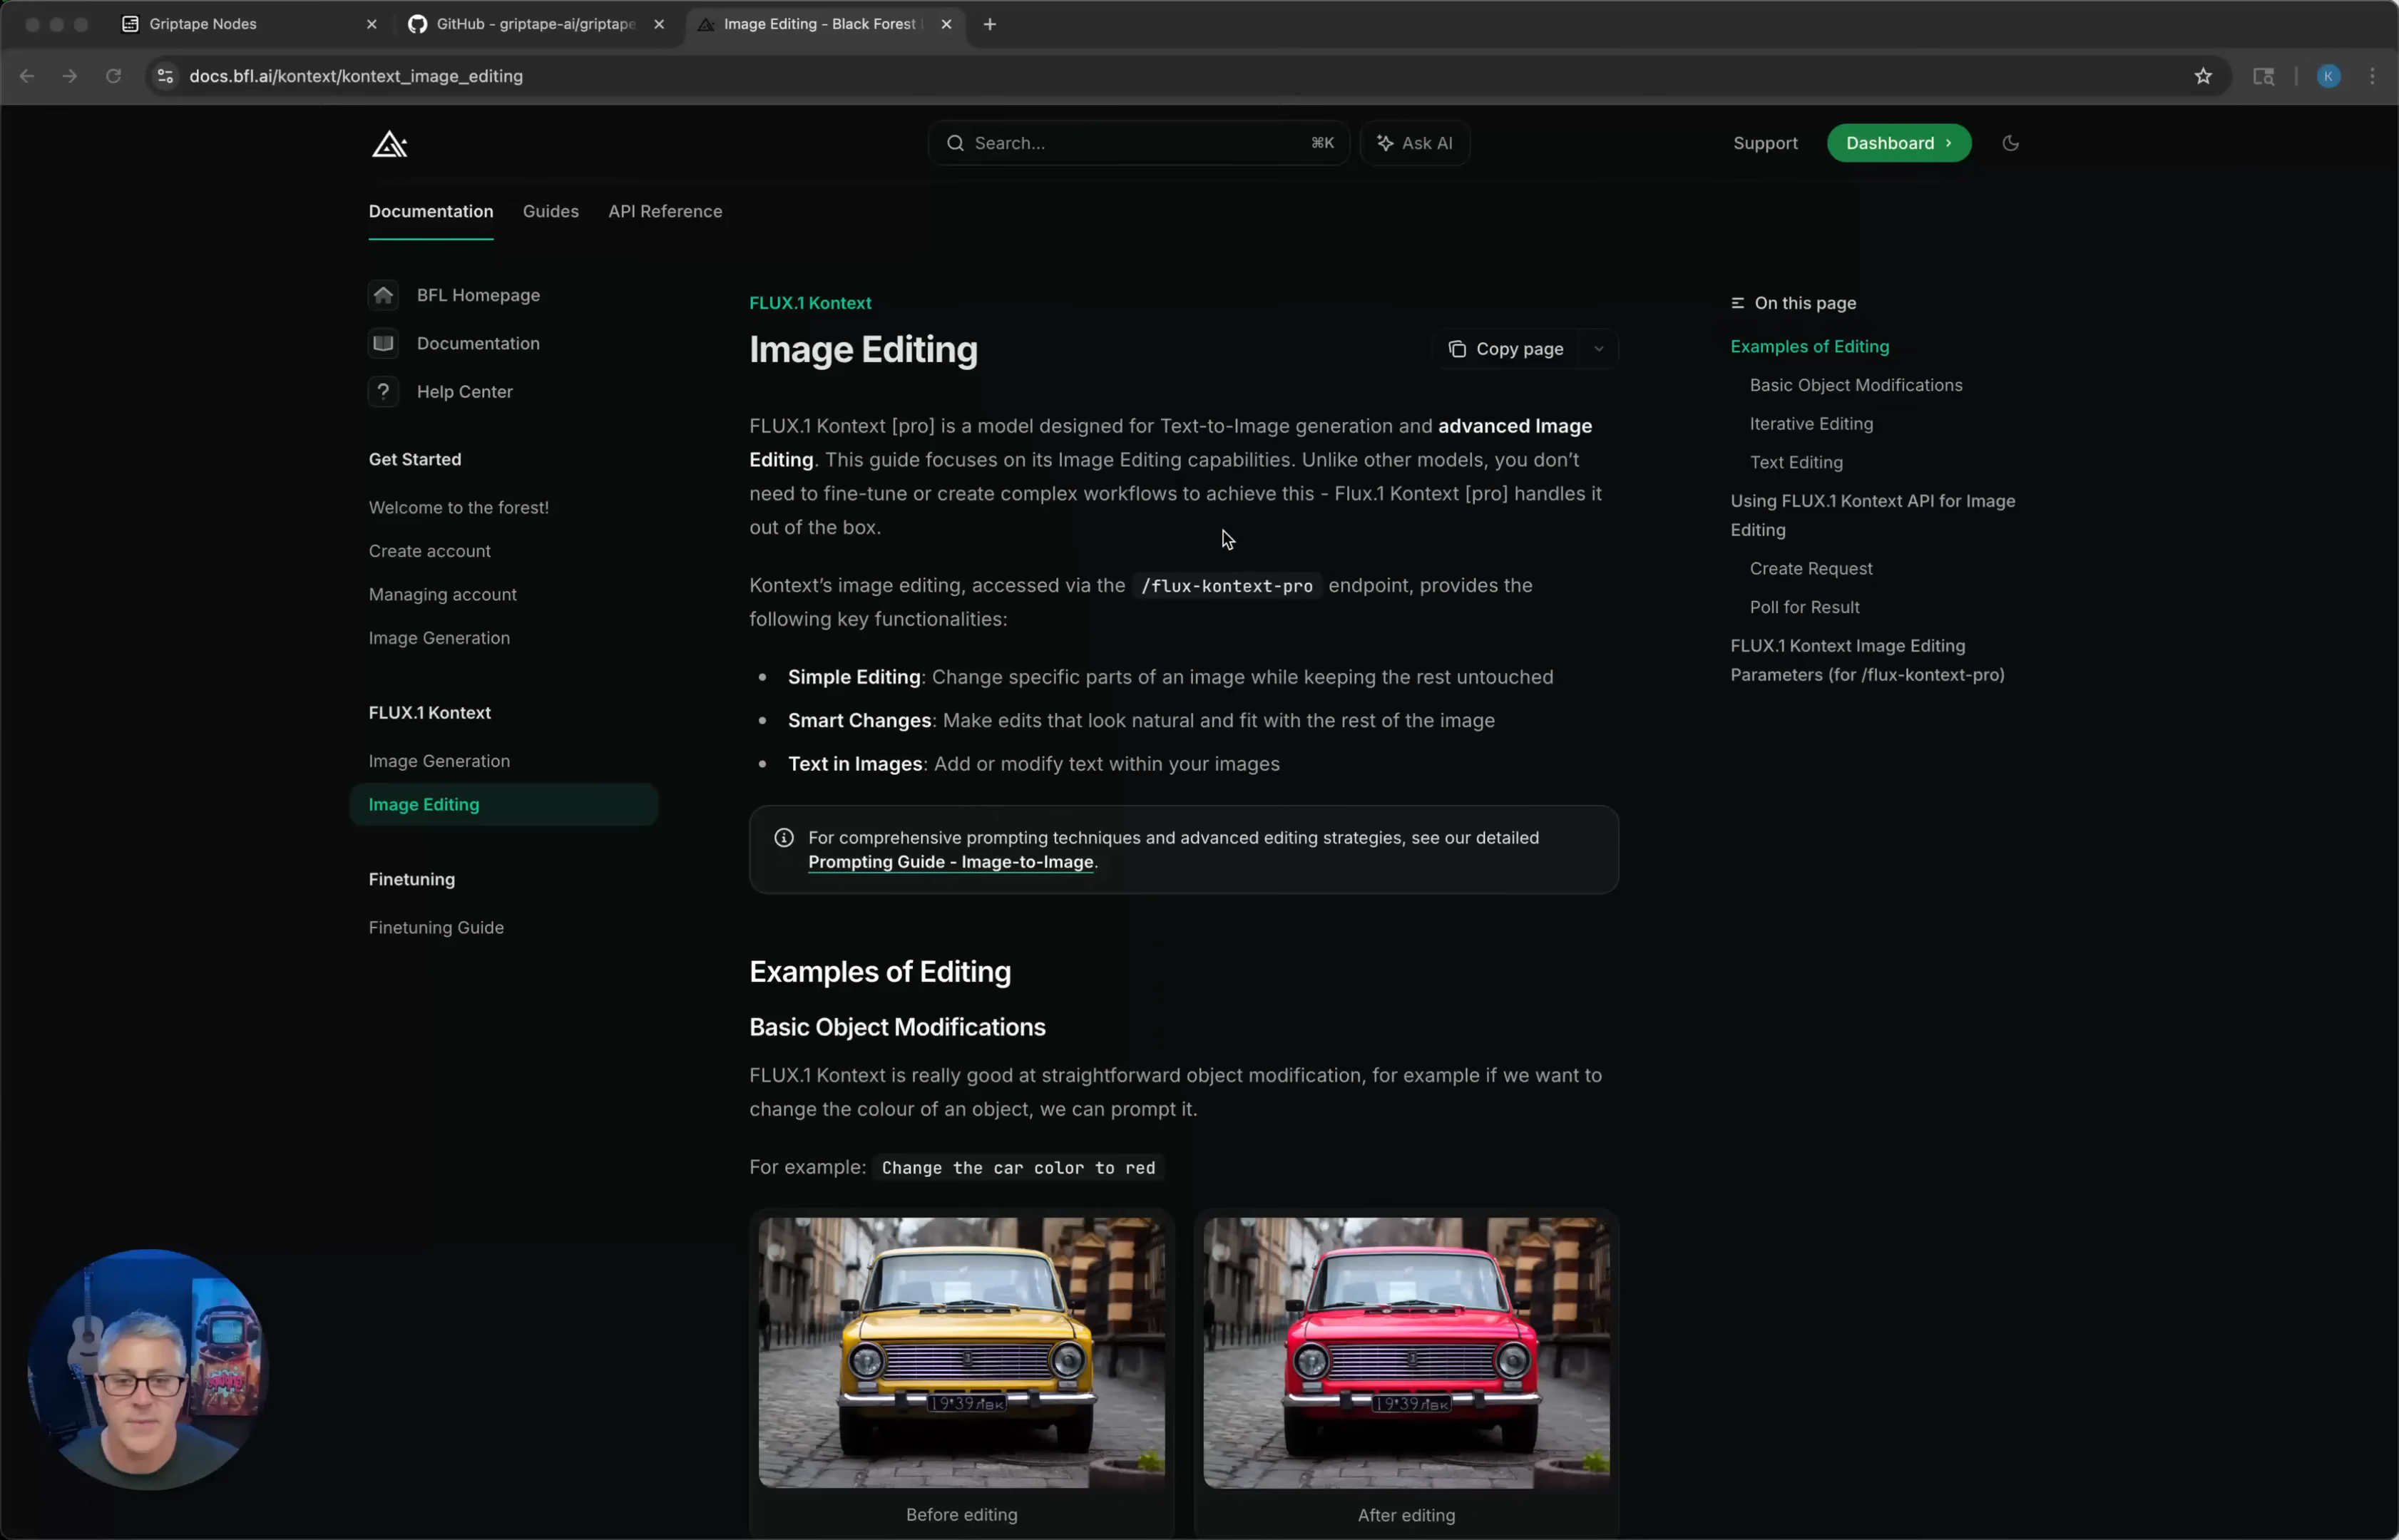 Griptape Nodes
GitHub - griptape-ai/griptape
Image Editing - Black Forest
docs.bfl.ai/kontext/kontext_image_editing
K
Search...
⌘K
Ask AI
Support
Dashboard
Documentation
Guides
API Reference
BFL Homepage
Documentation
Help Center
Get Started
Welcome to the forest!
Create account
Managing account
Image Generation
FLUX.1 Kontext
Image Generation
Image Editing
Finetuning
Finetuning Guide
FLUX.1 Kontext
Image Editing
Copy page
FLUX.1 Kontext [pro] is a model designed for Text-to-Image generation and advanced Image
Editing. This guide focuses on its Image Editing capabilities. Unlike other models, you don’t
need to fine-tune or create complex workflows to achieve this - Flux.1 Kontext [pro] handles it
out of the box.
Kontext’s image editing, accessed via the /flux-kontext-pro endpoint, provides the
following key functionalities:
• Simple Editing: Change specific parts of an image while keeping the rest untouched
• Smart Changes: Make edits that look natural and fit with the rest of the image
• Text in Images: Add or modify text within your images
For comprehensive prompting techniques and advanced editing strategies, see our detailed
Prompting Guide - Image-to-Image.
Examples of Editing
Basic Object Modifications
FLUX.1 Kontext is really good at straightforward object modification, for example if we want to
change the colour of an object, we can prompt it.
For example: Change the car color to red
19*39
19*39
Before editing
After editing
On this page
Examples of Editing
Basic Object Modifications
Iterative Editing
Text Editing
Using FLUX.1 Kontext API for Image
Editing
Create Request
Poll for Result
FLUX.1 Kontext Image Editing
Parameters (for /flux-kontext-pro)